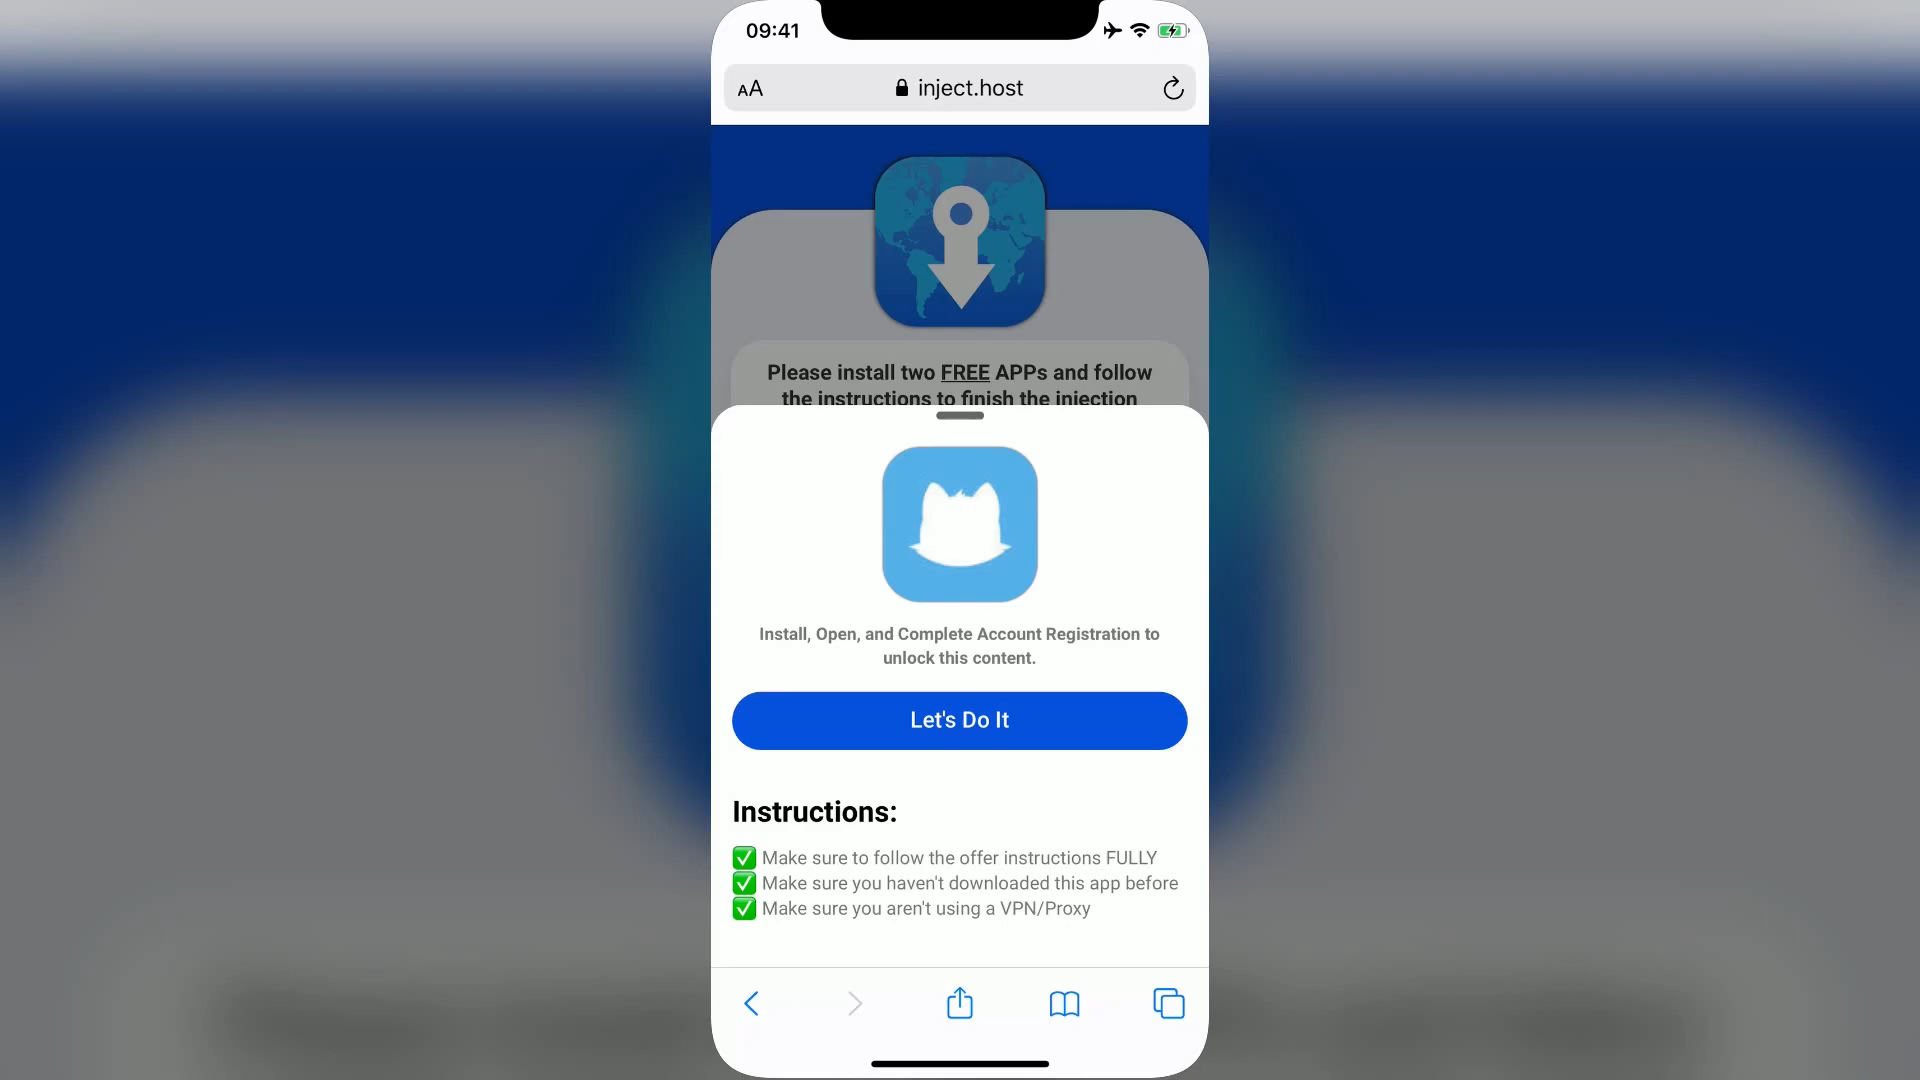 09:41
AA
inject.host
Please install two FREE APPs and follow
the instructions to finish the injection
Install, Open, and Complete Account Registration to
unlock this content.
Let's Do It
Instructions:
✅ Make sure to follow the offer instructions FULLY
✅ Make sure you haven't downloaded this app before
✅ Make sure you aren't using a VPN/Proxy